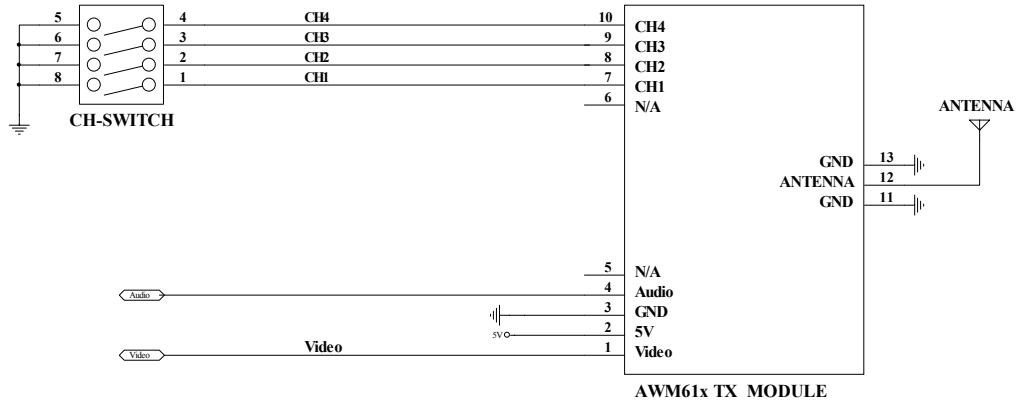 5 4 CH4 10 CH4
6 3 CH3 9 CH3
7 2 CH2 8 CH2
8 1 CH1 7 CH1
6 N/A
CH-SWITCH
ANTENNA
GND 13
ANTENNA 12
GND 11
5 N/A
Audio 4 Audio
3 GND
5V 2 5V
Video Video 1 Video
AWM61x TX MODULE